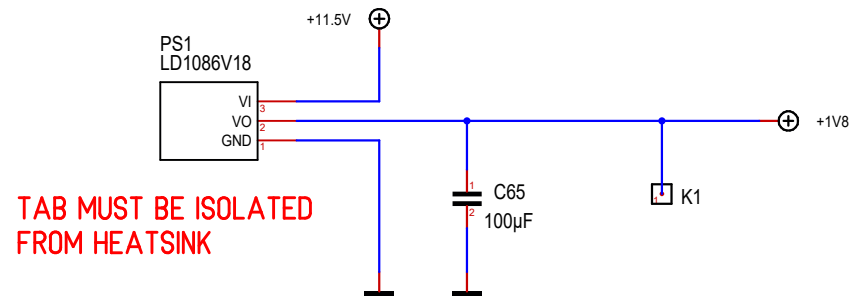 +11.5V
PS1
LD1086V18
VI
3
VO
2
+1V8
GND
1
1
C65
K1
1
2
100µF
TAB MUST BE ISOLATED
FROM HEATSINK